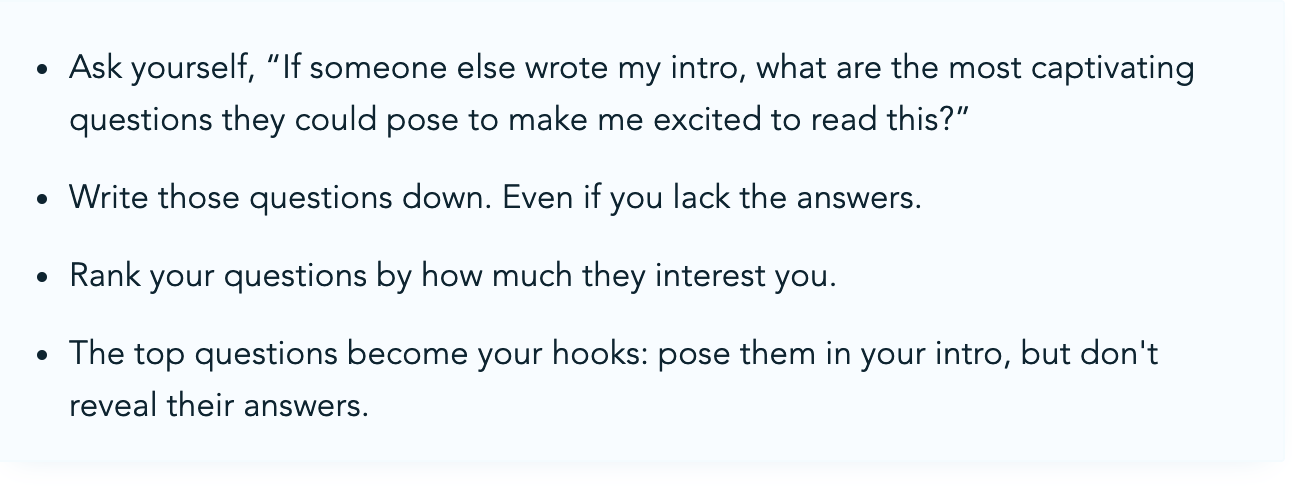 • Ask yourself, “If someone else wrote my intro, what are the most captivating
questions they could pose to make me excited to read this?”
• Write those questions down. Even if you lack the answers.
• Rank your questions by how much they interest you.
• The top questions become your hooks: pose them in your intro, but don't
reveal their answers.